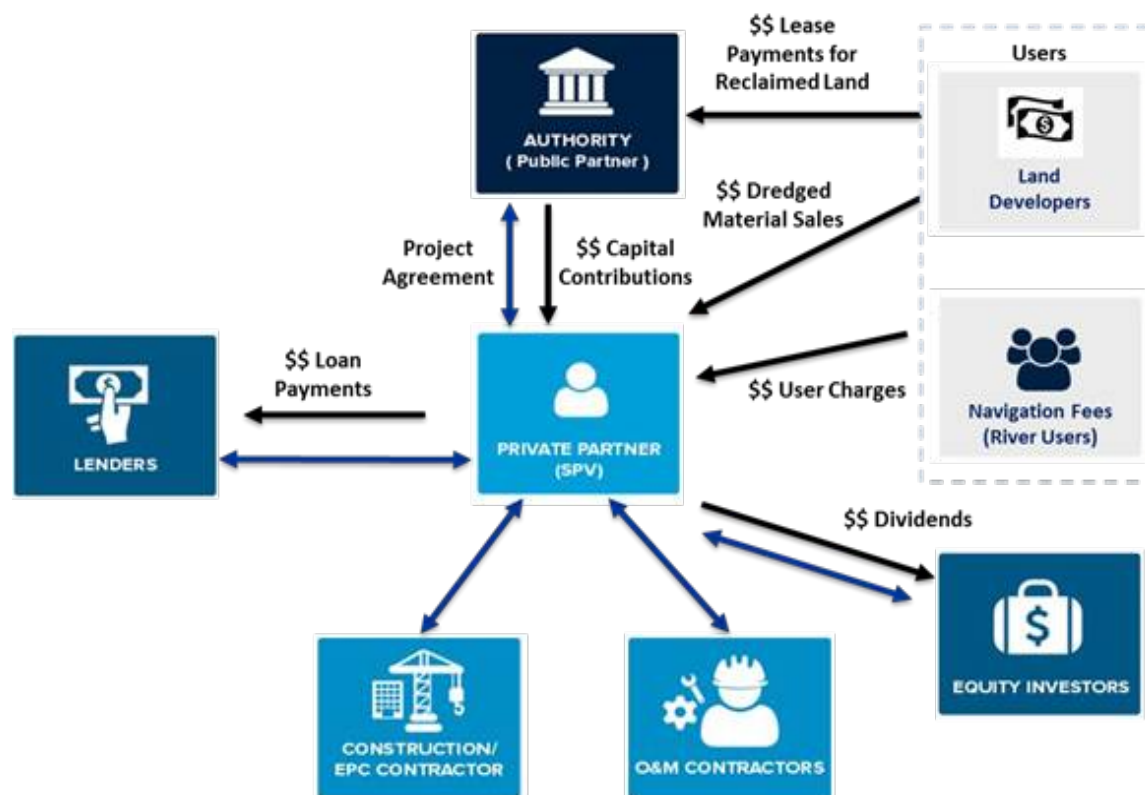 $$ Lease
Payments for
Reclaimed Land
Users
$
AUTHORITY
( Public Partner )
Land
Developers
$$ Dredged
Material Sales
Project
Agreement
$$ Capital
Contributions
$$ Loan
Payments
$
LENDERS
PRIVATE PARTNER
(SPV)
$$ User Charges
Navigation Fees
(River Users)
$$ Dividends
$
EQUITY INVESTORS
CONSTRUCTION/
EPC CONTRACTOR
O&M CONTRACTORS